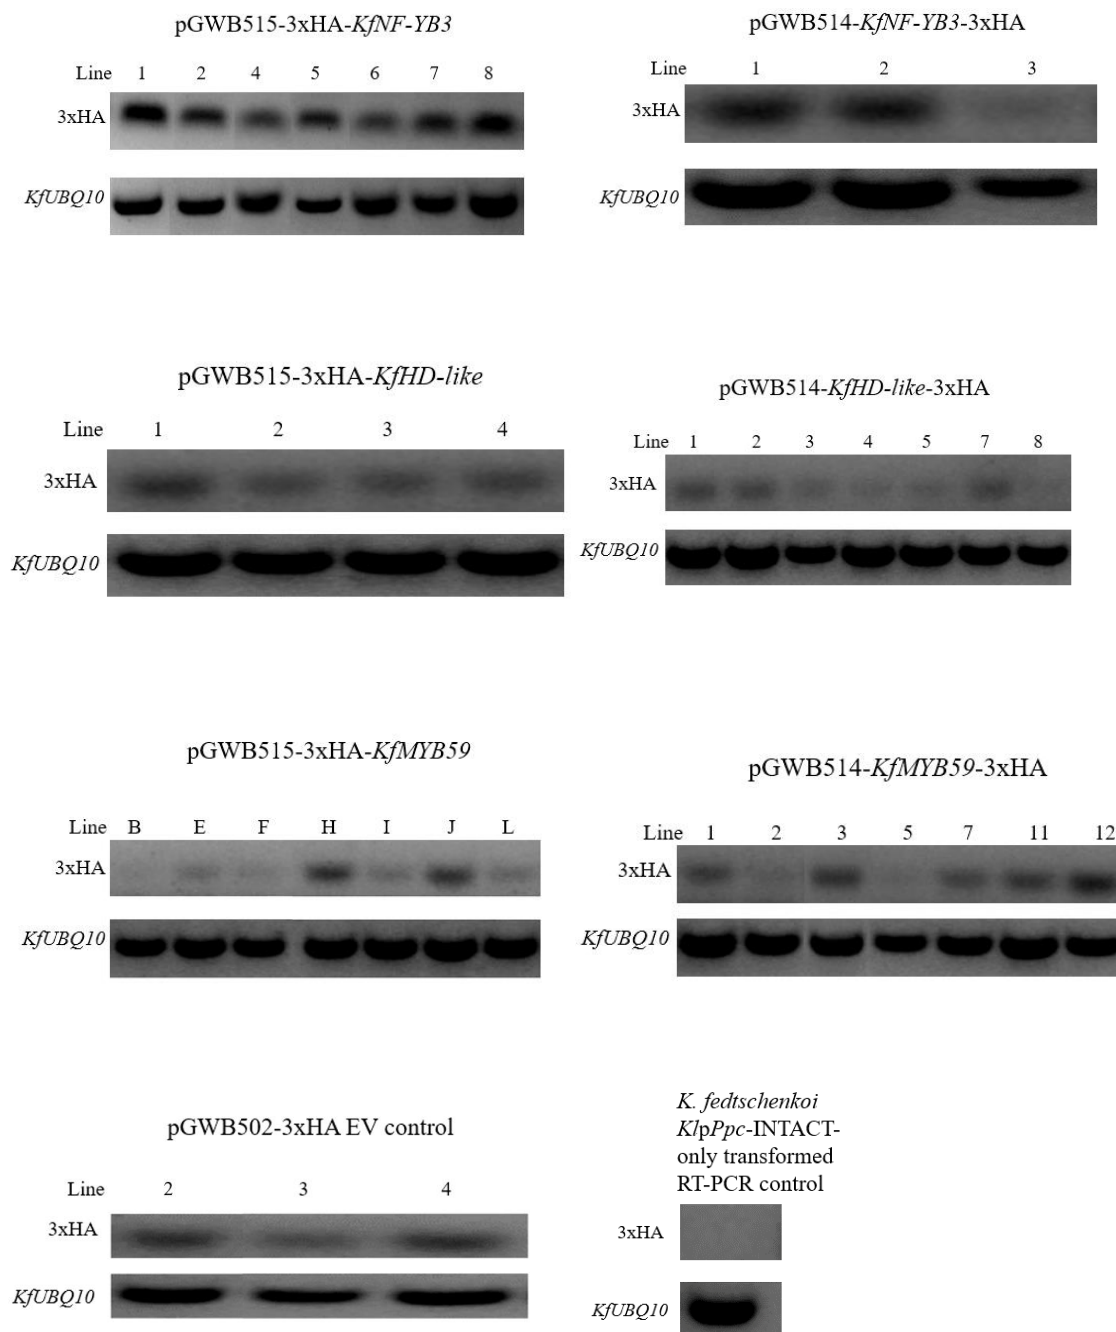 pGWB515-3xHA-KfNF-YB3
Line 1 2 4 5 6 7 8
3xHA
KfUBQ10
pGWB514-KfNF-YB3-3xHA
1 2 3
3xHA
KfUBQ10
pGWB515-3xHA-KfHD-like
Line 1 2 3 4
3xHA
KfUBQ10
pGWB514-KfHD-like-3xHA
Line 1 2 3 4 5 7 8
3xHA
KfUBQ10
pGWB515-3xHA-KfMYB59
Line B E F H I J L
3xHA
KfUBQ10
pGWB514-KfMYB59-3xHA
Line 1 2 3 5 7 11 12
3xHA
KfUBQ10
pGWB502-3xHA EV control
Line 2 3 4
3xHA
KfUBQ10
K. fedtschenkoi
KlpPpc-INTACT-
only transformed
RT-PCR control
3xHA
KfUBQ10